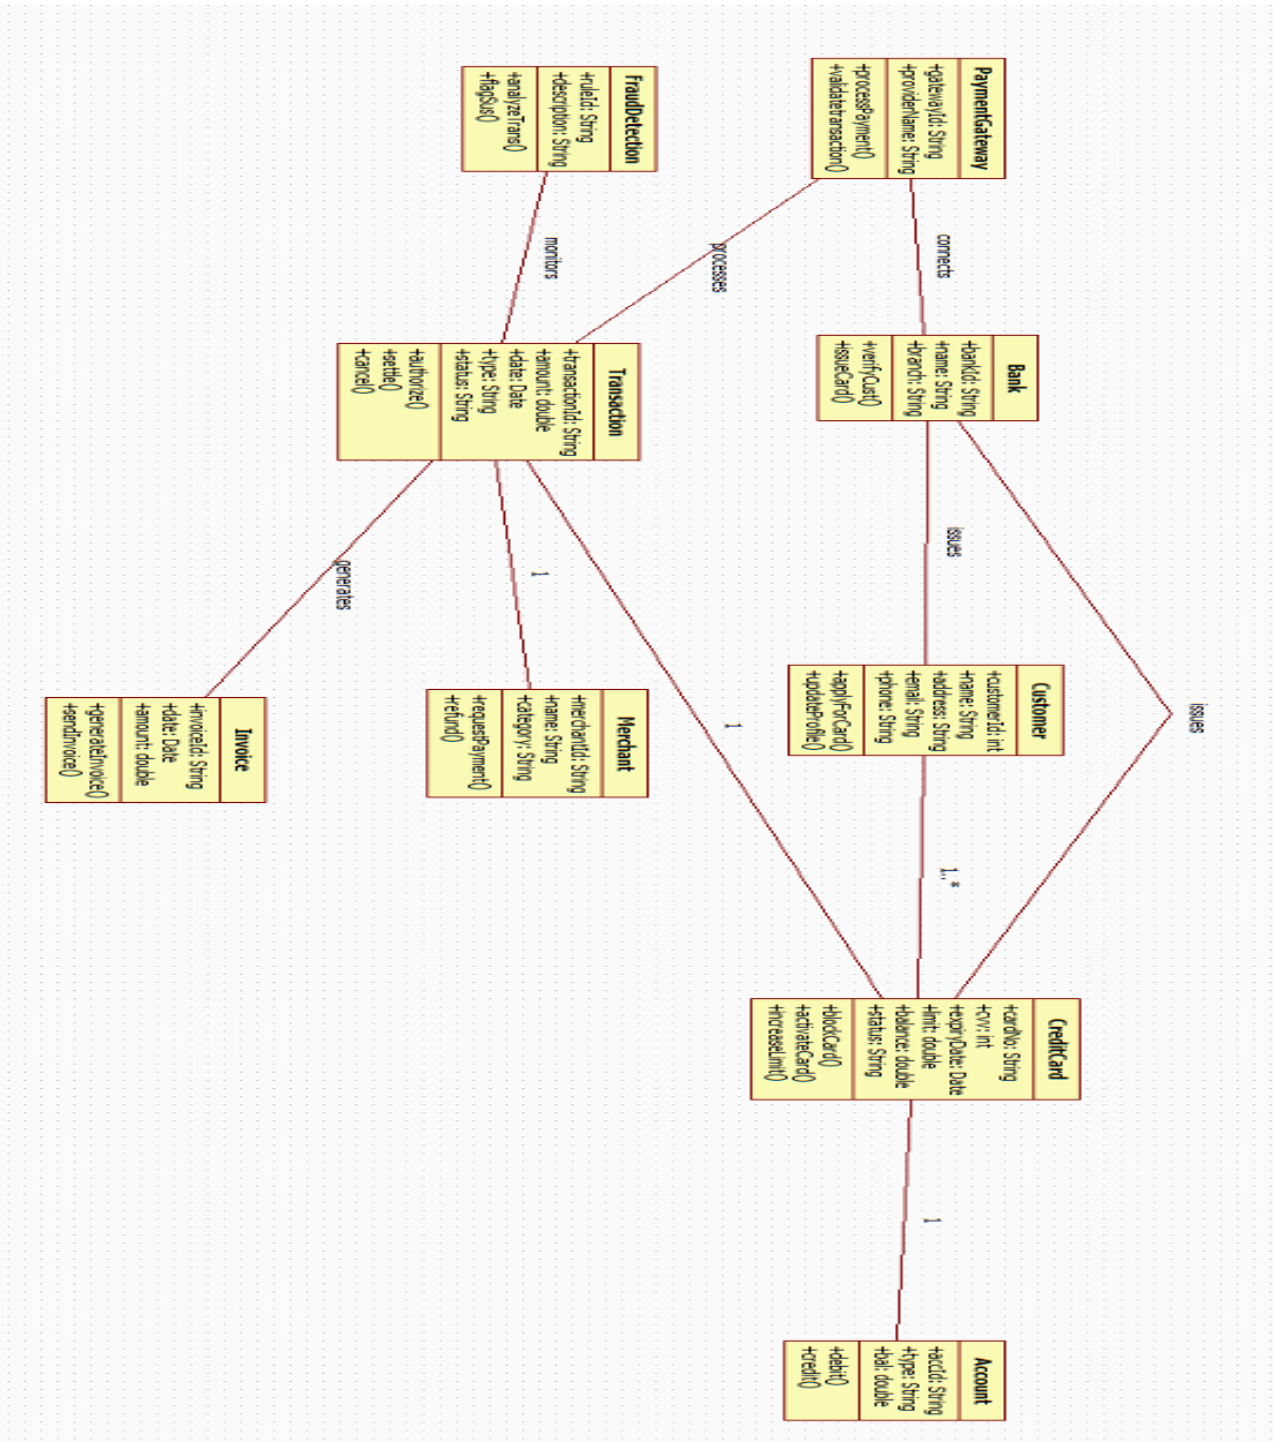 issues
PaymentGateway
+gatewayId: String
+providerName: String
+processPayment()
+validatetransaction()
connects
Bank
+bankId: String
+name: String
+branch: String
+verifyCust()
+issueCard()
issues
Customer
+customerId: int
+name: String
+address: String
+email: String
+phone: String
+applyForCard()
+updateProfile()
1..*
CreditCard
+cardNo: String
+cvv: int
+expiryDate: Date
+limit: double
+balance: double
+status: String
+blockCard()
+activateCard()
+increaseLimit()
1
Account
+accId: String
+type: String
+bal: double
+debit()
+credit()
processes
1
FraudDetection
+ruleId: String
+description: String
+analyzeTrans()
+flagSus()
monitors
Transaction
+transactionId: String
+amount: double
+date: Date
+type: String
+status: String
+authorize()
+settle()
+cancel()
1
Merchant
+merchantId: String
+name: String
+category: String
+requestPayment()
+refund()
generates
Invoice
+invoiceId: String
+date: Date
+amount: double
+generateInvoice()
+sendInvoice()